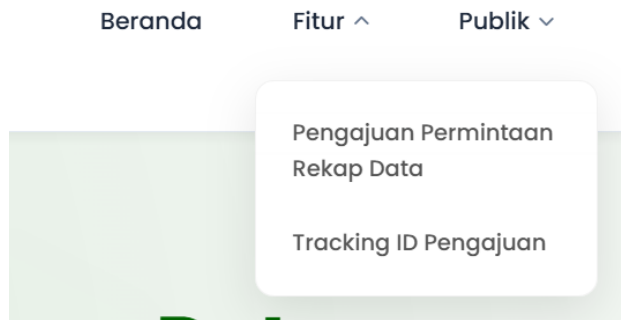 Beranda Fitur Publik
Pengajuan Permintaan
Rekap Data
Tracking ID Pengajuan